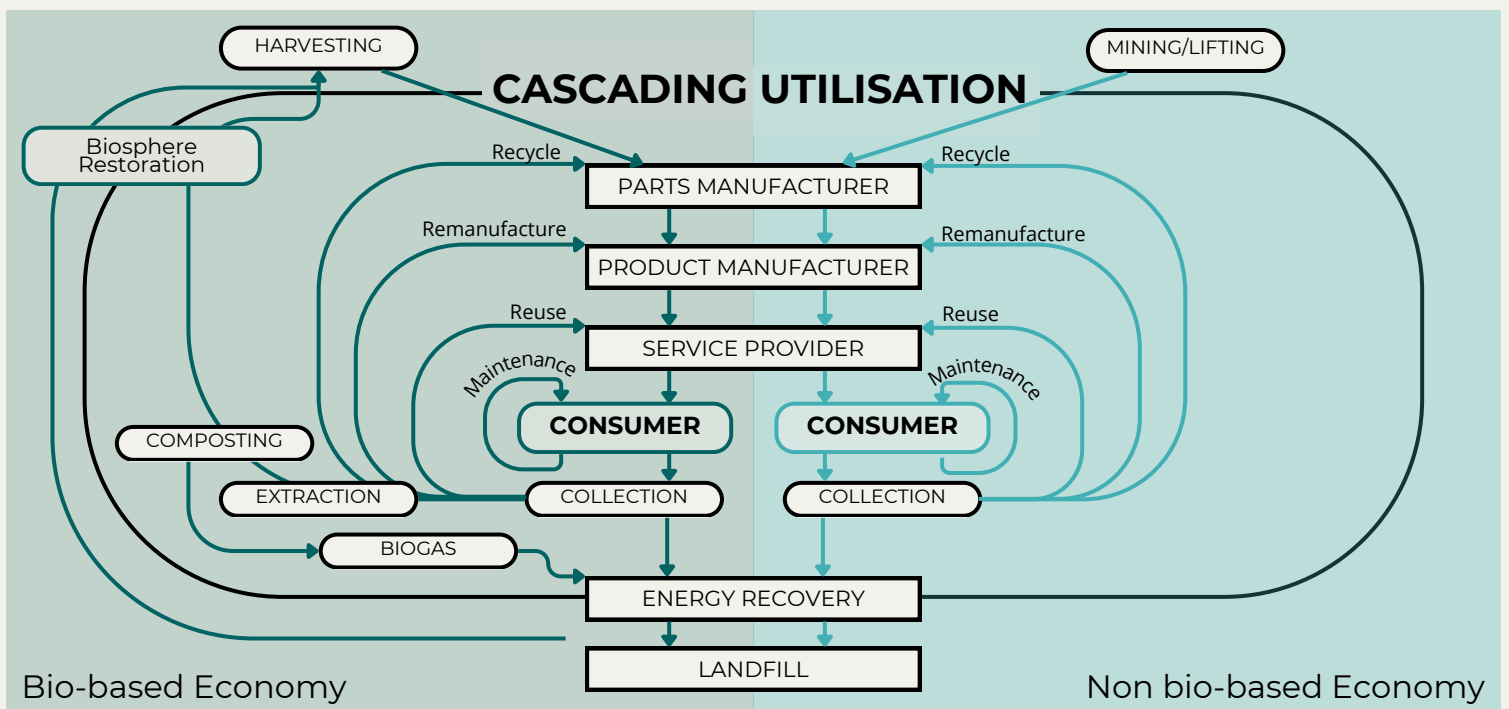 HARVESTING
MINING/LIFTING
CASCADING UTILISATION
Biosphere
Restoration
Recycle
Recycle
PARTS MANUFACTURER
Remanufacture
Remanufacture
PRODUCT MANUFACTURER
Reuse
Reuse
SERVICE PROVIDER
Maintenance
Maintenance
CONSUMER
CONSUMER
COMPOSTING
EXTRACTION
COLLECTION
COLLECTION
BIOGAS
ENERGY RECOVERY
LANDFILL
Bio-based Economy
Non bio-based Economy